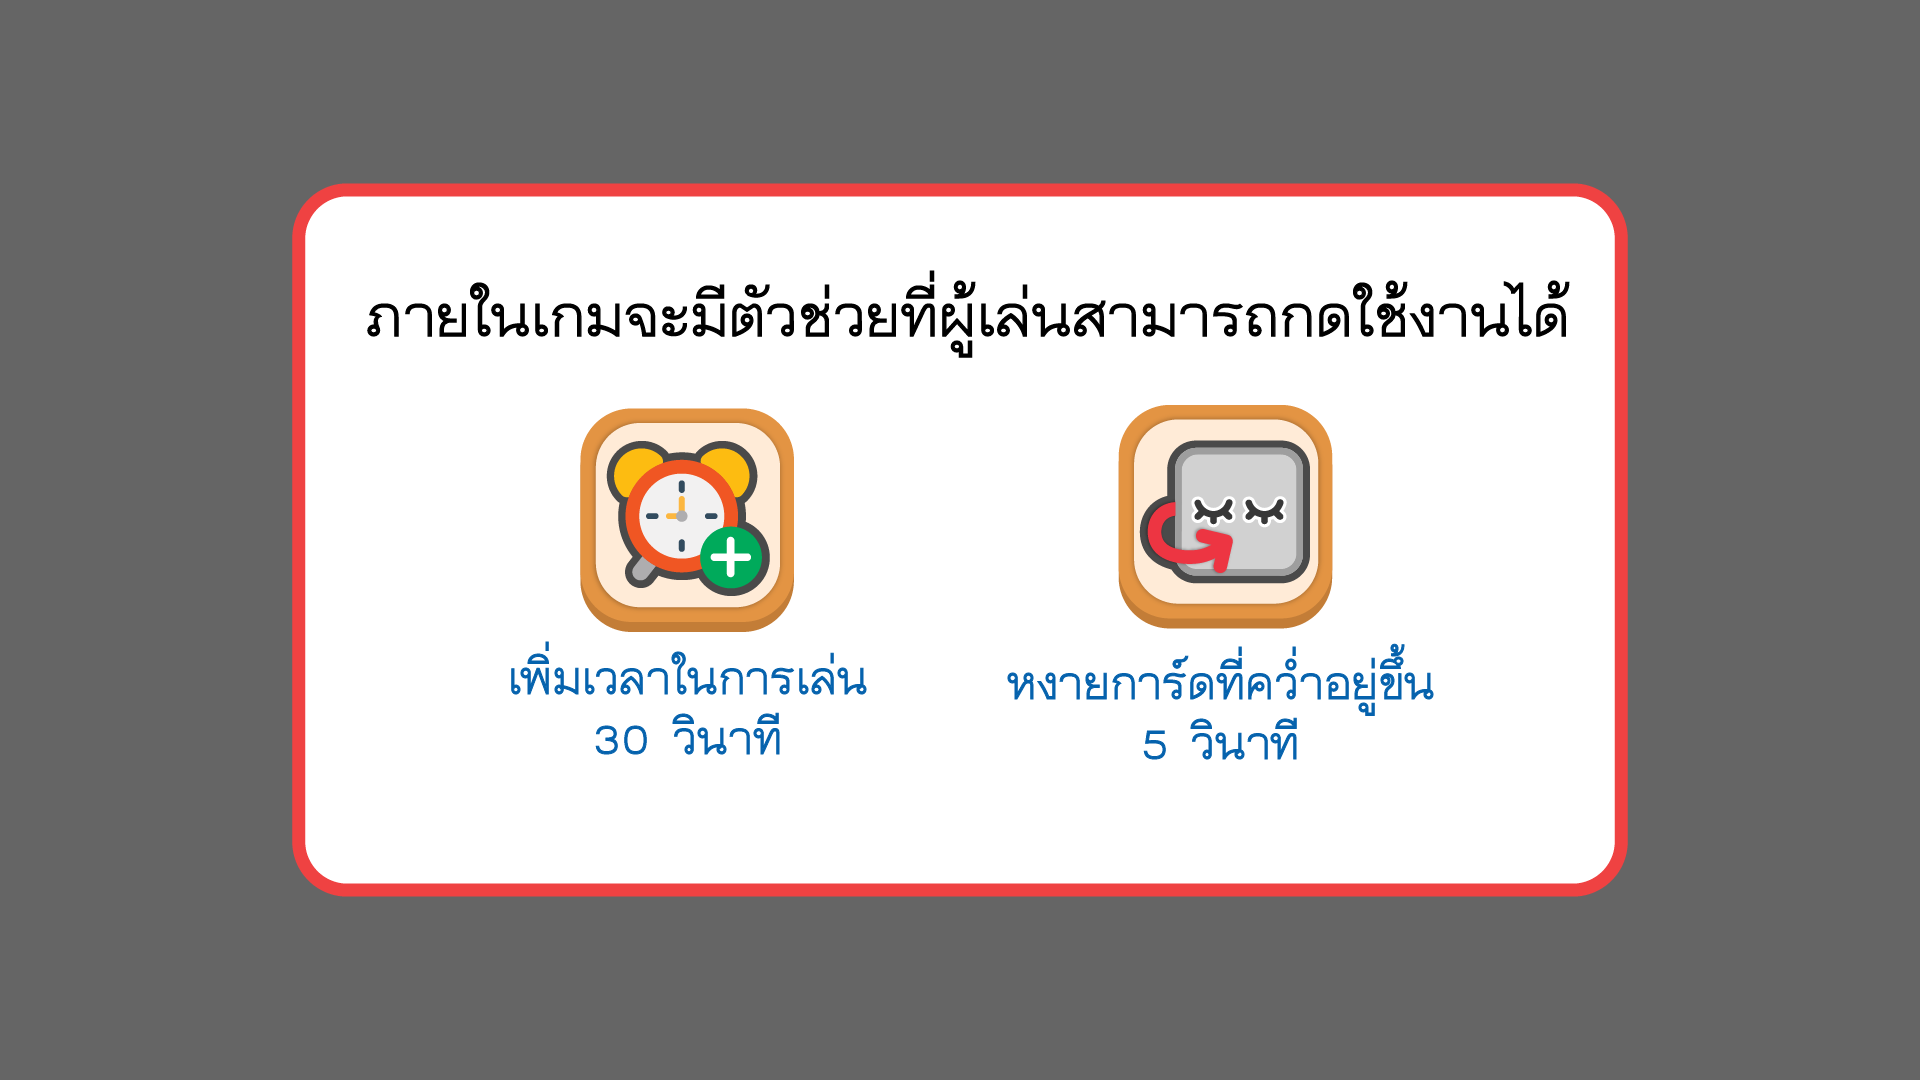 ภายในเกมจะมีตัวช่วยที่ผู้เล่นสามารถกดใช้งานได้
เพิ่มเวลาในการเล่น
30 วินาที
หงายการ์ดที่คว่ำอยู่ขึ้น
5 วินาที